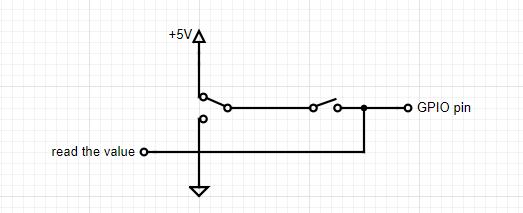 +5V
GPIO pin
read the value